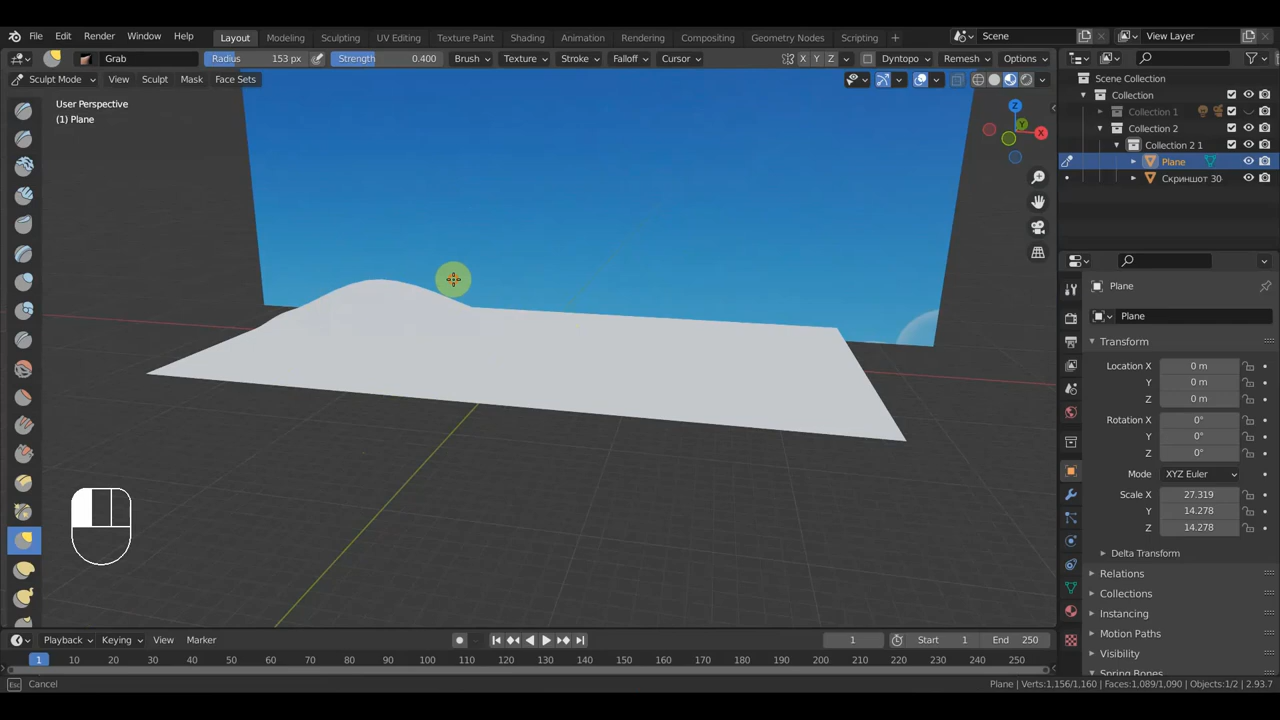 File Edit Render Window Help Layout Modeling Sculpting UV Editing Texture Paint Shading Animation Rendering Compositing Geometry Nodes Scripting + Scene View Layer
Grab Radius 153 px Strength 0.400 Brush Texture Stroke Falloff Cursor X Y Z Dyntopo Remesh Options
Sculpt Mode View Sculpt Mask Face Sets
User Perspective
(1) Plane
Z
Y
X
Scene Collection
Collection
Collection 1
Collection 2
Collection 2 1
Plane
Скриншот 30-
Plane
Plane
Transform
Location X 0 m
Y 0 m
Z 0 m
Rotation X 0°
Y 0°
Z 0°
Mode XYZ Euler
Scale X 27.319
Y 14.278
Z 14.278
Delta Transform
Relations
Collections
Instancing
Motion Paths
Visibility
Spring Bones
Playback Keying View Marker 1 Start 1 End 250
1 10 20 30 40 50 60 70 80 90 100 110 120 130 140 150 160 170 180 190 200 210 220 230 240 250
Esc Cancel Plane | Verts:1,156/1,160 | Faces:1,089/1,090 | Objects:1/2 | 2.93.7